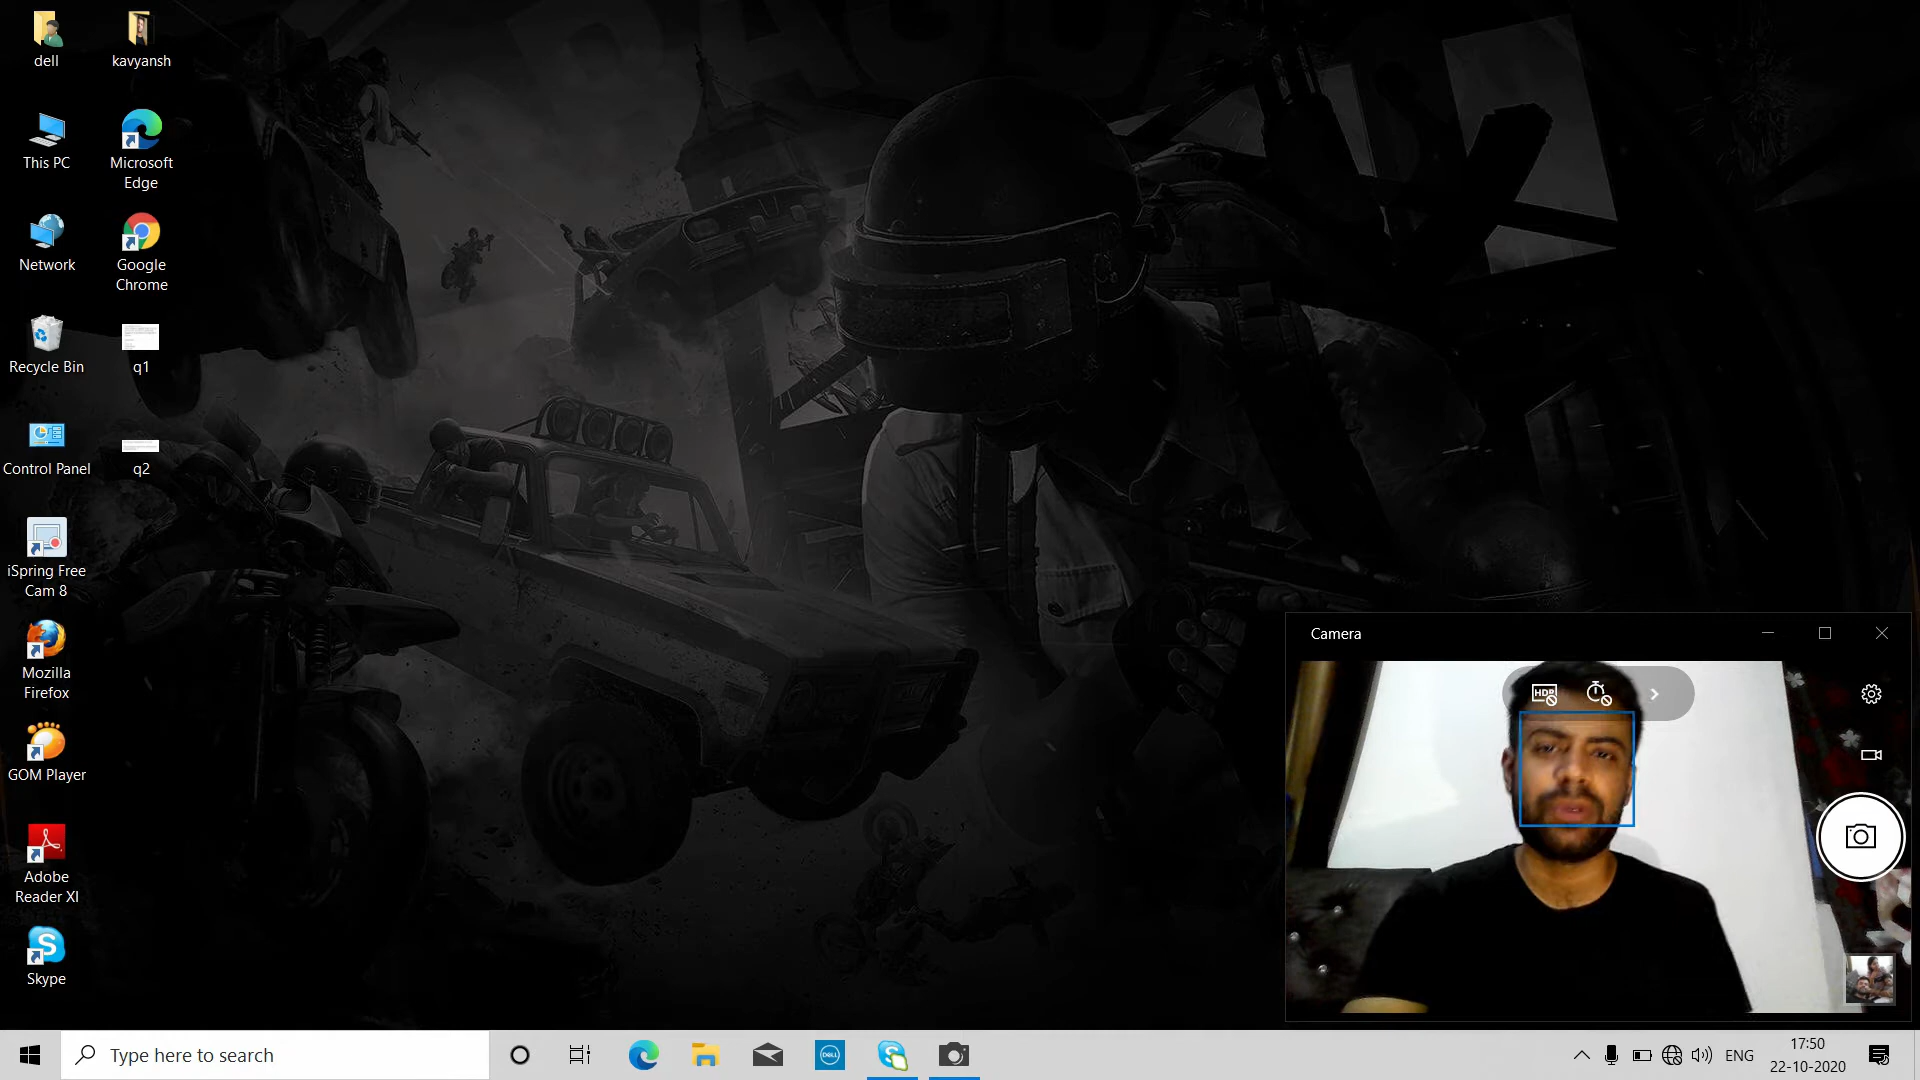 dell
kavyansh
This PC
Microsoft
Edge
Network
Google
Chrome
Recycle Bin
q1
Control Panel
q2
iSpring Free
Cam 8
Mozilla
Firefox
GOM Player
Adobe
Reader XI
Skype
Camera
HDR
Type here to search
DELL
ENG
17:50
22-10-2020